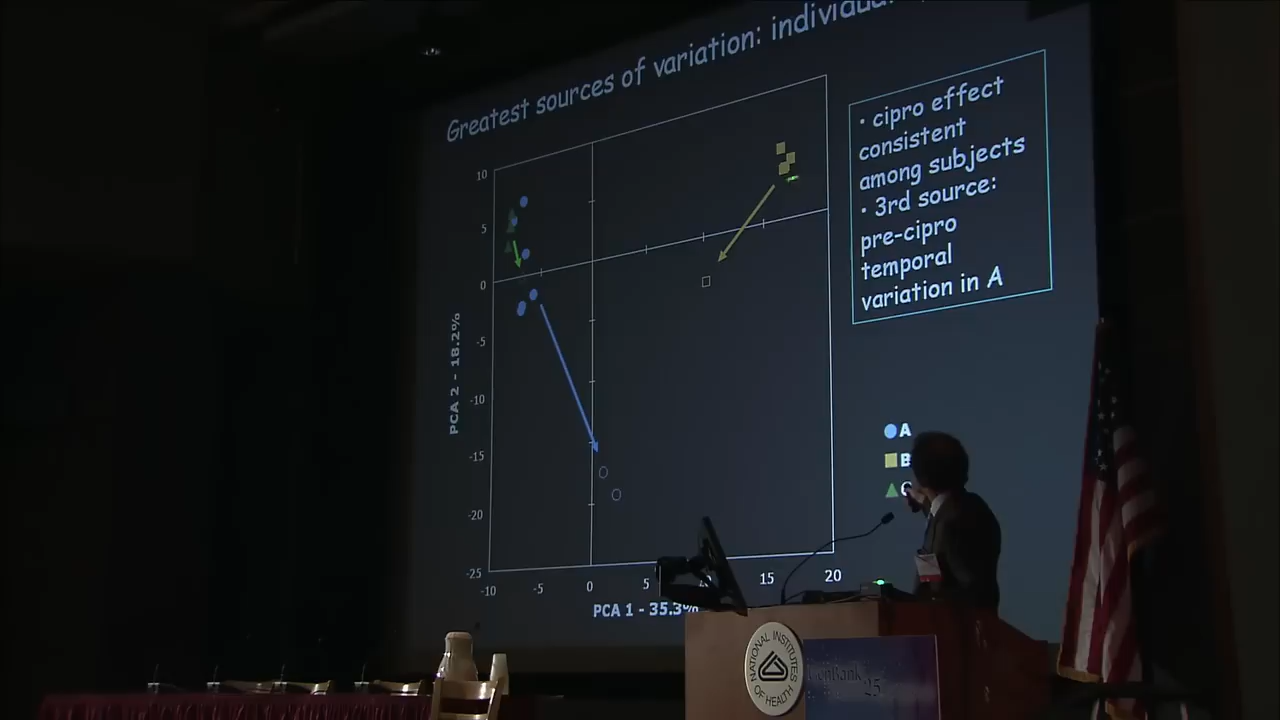 Greatest sources of variation:
• cipro effect
consistent
among subjects
• 3rd source:
pre-cipro
temporal
variation in A
10
5
0
-5
-10
-15
-20
-25
PCA 2 - 18.2%
-10
-5
0
5
15
20
PCA 1 - 35.3%
A
B
NATIONAL INSTITUTES
OF HEALTH
GenBank
25